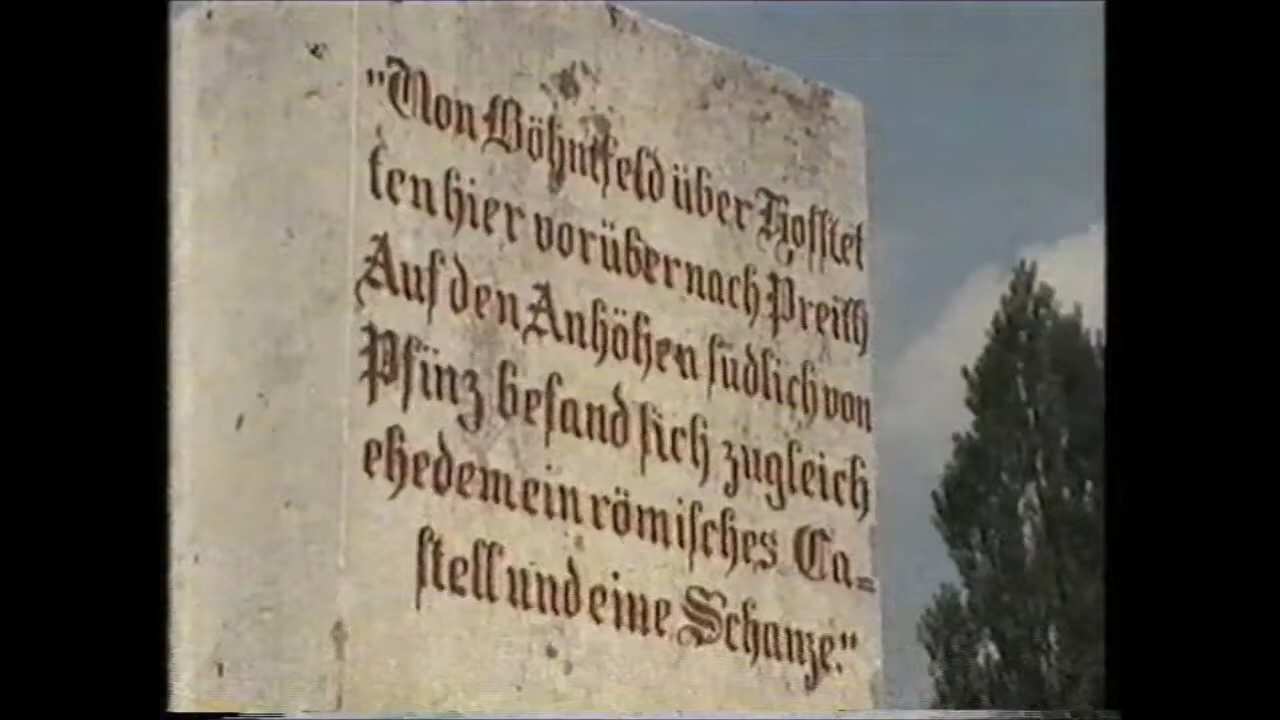 "Von Böhmfeld über Hofstet
ten hier vorüber nach Preith
Auf den Anhöhen südlich von
Pfünz befand sich zugleich
ehedem ein römisches Ca=
stell und eine Schanze."